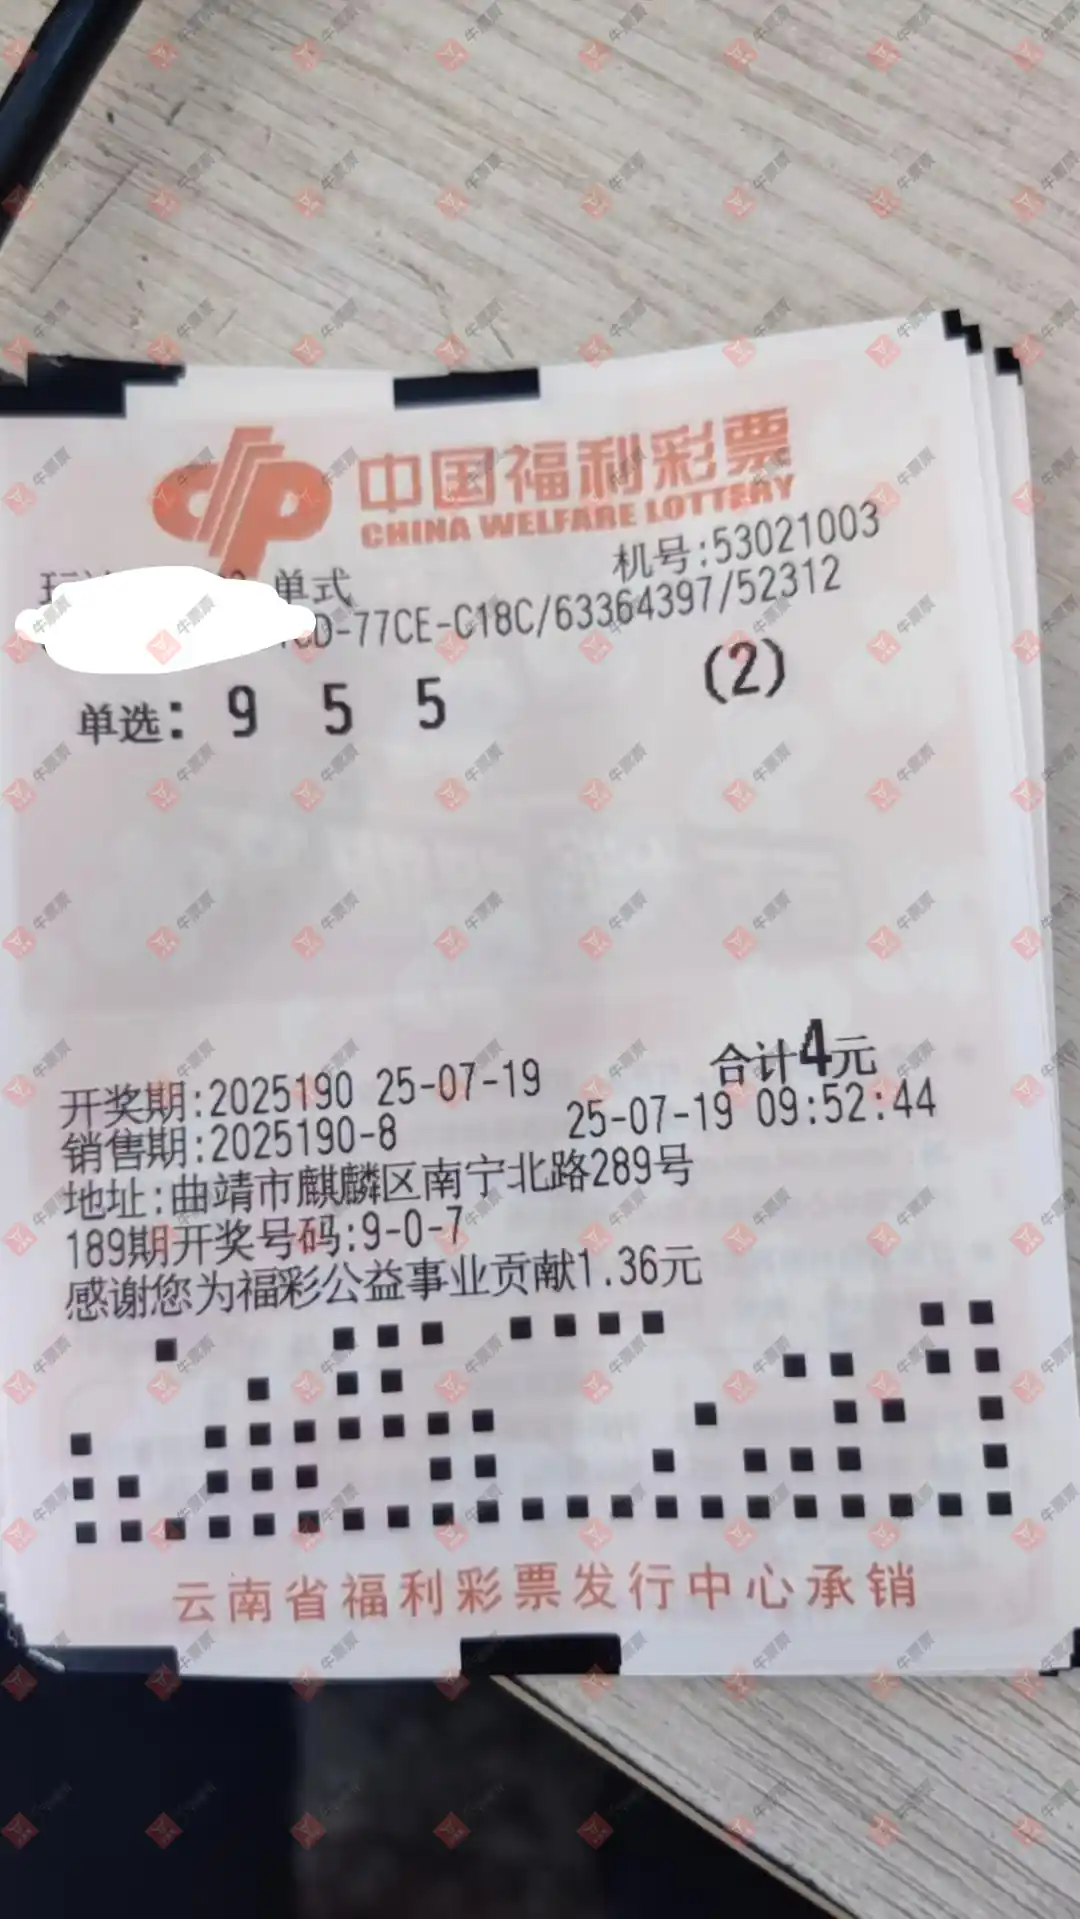 中国福利彩票
CHINA WELFARE LOTTERY
机号:53021003
单式
CD-77CE-C18C/63364397/52312
单选: 9 5 5 (2)
合计4元
开奖期:2025190 25-07-19
销售期:2025190-8 25-07-19 09:52:44
地址:曲靖市麒麟区南宁北路289号
189期开奖号码:9-0-7
感谢您为福彩公益事业贡献1.36元
云南省福利彩票发行中心承销
牛票票